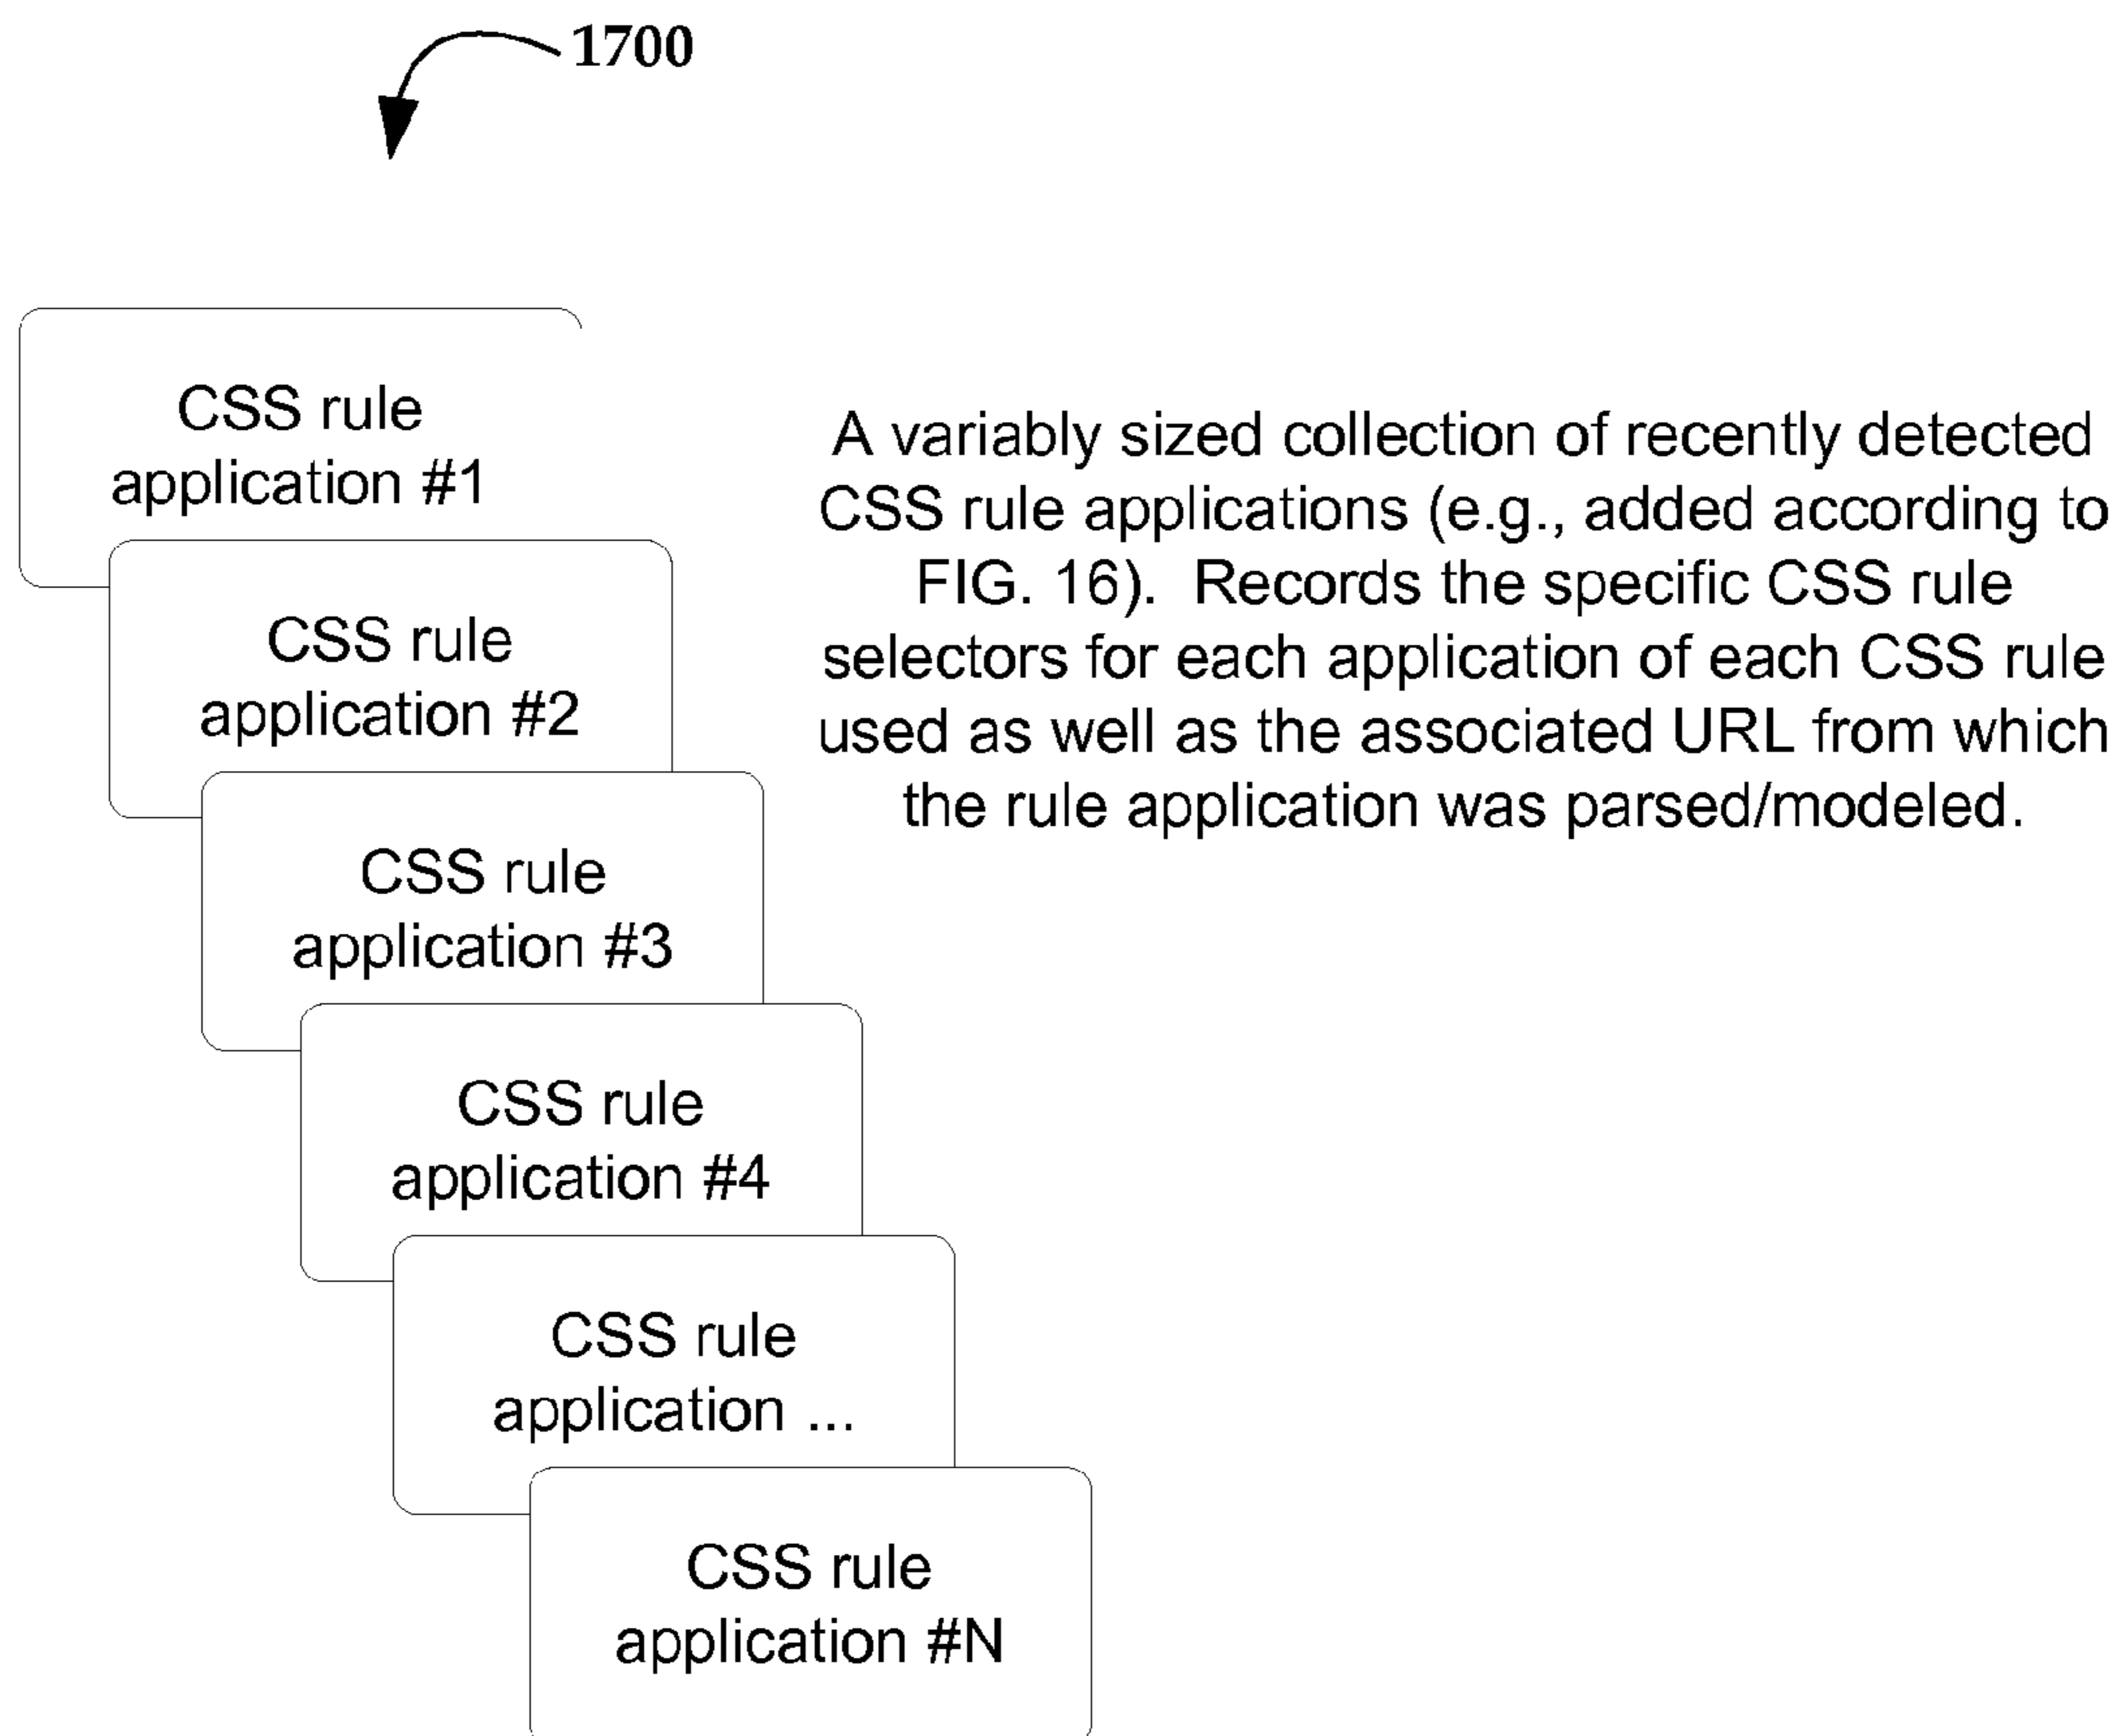 1700
CSS rule
application #1
CSS rule
application #2
CSS rule
application #3
CSS rule
application #4
CSS rule
application ...
CSS rule
application #N
A variably sized collection of recently detected
CSS rule applications (e.g., added according to
FIG. 16).  Records the specific CSS rule
selectors for each application of each CSS rule
used as well as the associated URL from which
the rule application was parsed/modeled.